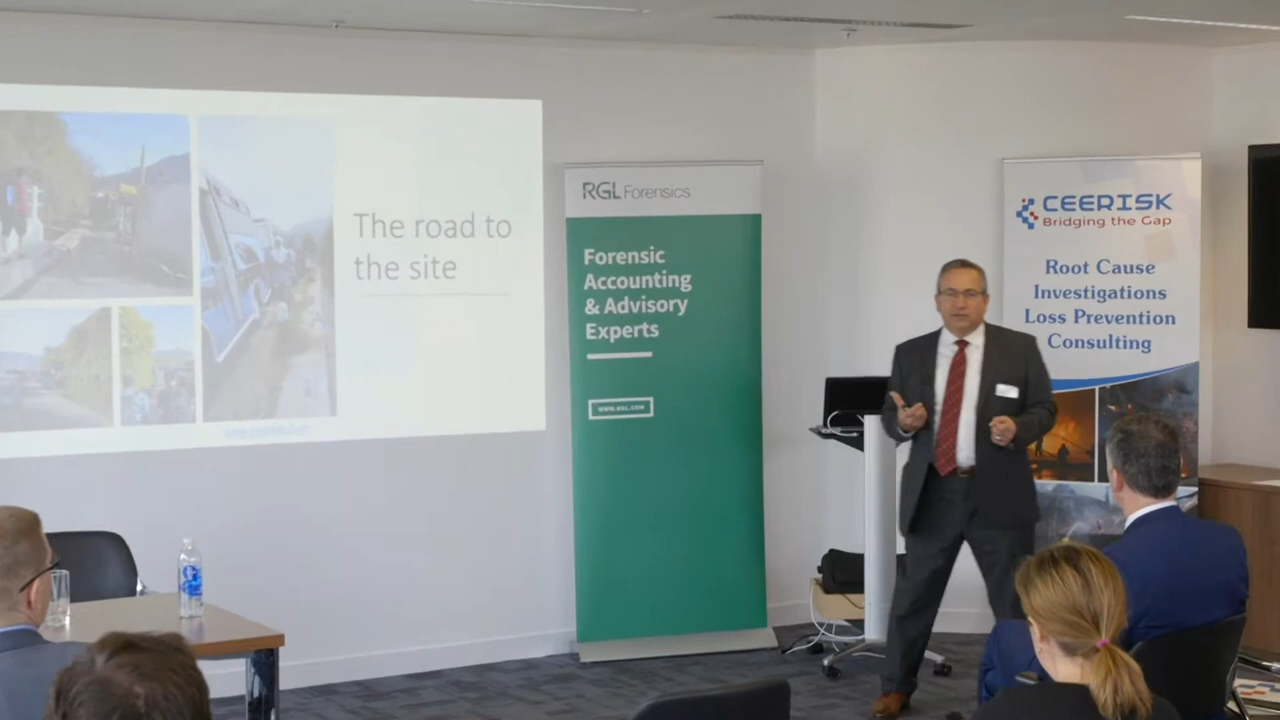 The road to
the site
RGL Forensics
Forensic
Accounting
& Advisory
Experts
WWW.RGL.COM
CEERISK
Bridging the Gap
Root Cause
Investigations
Loss Prevention
Consulting